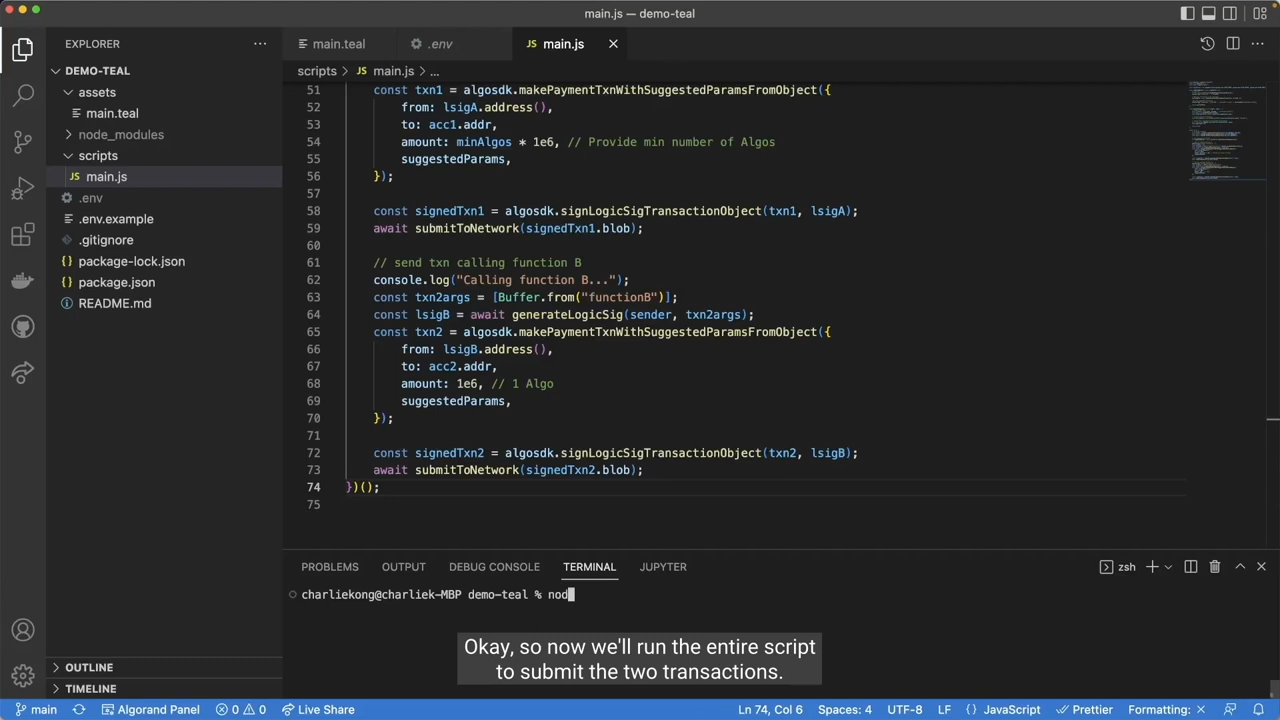 main.js — demo-teal
EXPLORER
DEMO-TEAL
assets
main.teal
node_modules
scripts
JS main.js
.env
.env.example
.gitignore
{} package-lock.json
{} package.json
README.md
OUTLINE
TIMELINE
main.teal
.env
JS main.js
scripts > JS main.js > ...
51 const txn1 = algosdk.makePaymentTxnWithSuggestedParamsFromObject({
52 from: lsigA.address(),
53 to: acc1.addr,
54 amount: minAlgos * 1e6, // Provide min number of Algos
55 suggestedParams,
56 });
57
58 const signedTxn1 = algosdk.signLogicSigTransactionObject(txn1, lsigA);
59 await submitToNetwork(signedTxn1.blob);
60
61 // send txn calling function B
62 console.log("Calling function B...");
63 const txn2args = [Buffer.from("functionB")];
64 const lsigB = await generateLogicSig(sender, txn2args);
65 const txn2 = algosdk.makePaymentTxnWithSuggestedParamsFromObject({
66 from: lsigB.address(),
67 to: acc2.addr,
68 amount: 1e6, // 1 Algo
69 suggestedParams,
70 });
71
72 const signedTxn2 = algosdk.signLogicSigTransactionObject(txn2, lsigB);
73 await submitToNetwork(signedTxn2.blob);
74 })();
75
PROBLEMS OUTPUT DEBUG CONSOLE TERMINAL JUPYTER
zsh
charliekong@charliek-MBP demo-teal % nod
Okay, so now we'll run the entire script
to submit the two transactions.
main Algorand Panel 0 0 Live Share Ln 74, Col 6 Spaces: 4 UTF-8 LF {} JavaScript Prettier Formatting: ×